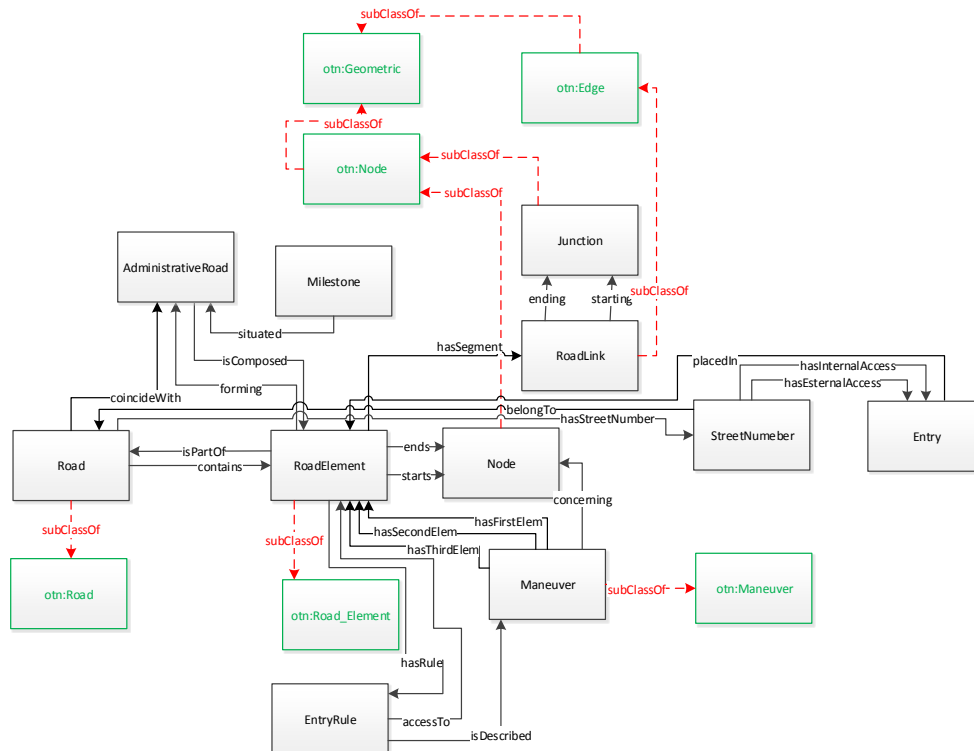 subClassOf
otn:Geometric
otn:Edge
subClassOf
otn:Node
subClassOf
subClassOf
Junction
AdministrativeRoad
Milestone
subClassOf
ending
starting
situated
hasSegment
RoadLink
placedIn
isComposed
hasInternalAccess
forming
hasEsternalAccess
coincideWith
belongTo
hasStreetNumber
StreetNumeber
Entry
Road
isPartOf
contains
RoadElement
ends
starts
Node
concerning
hasFirstElem
subClassOf
hasSecondElem
subClassOf
hasThirdElem
Maneuver
subClassOf
otn:Maneuver
otn:Road
otn:Road_Element
hasRule
EntryRule
accessTo
isDescribed